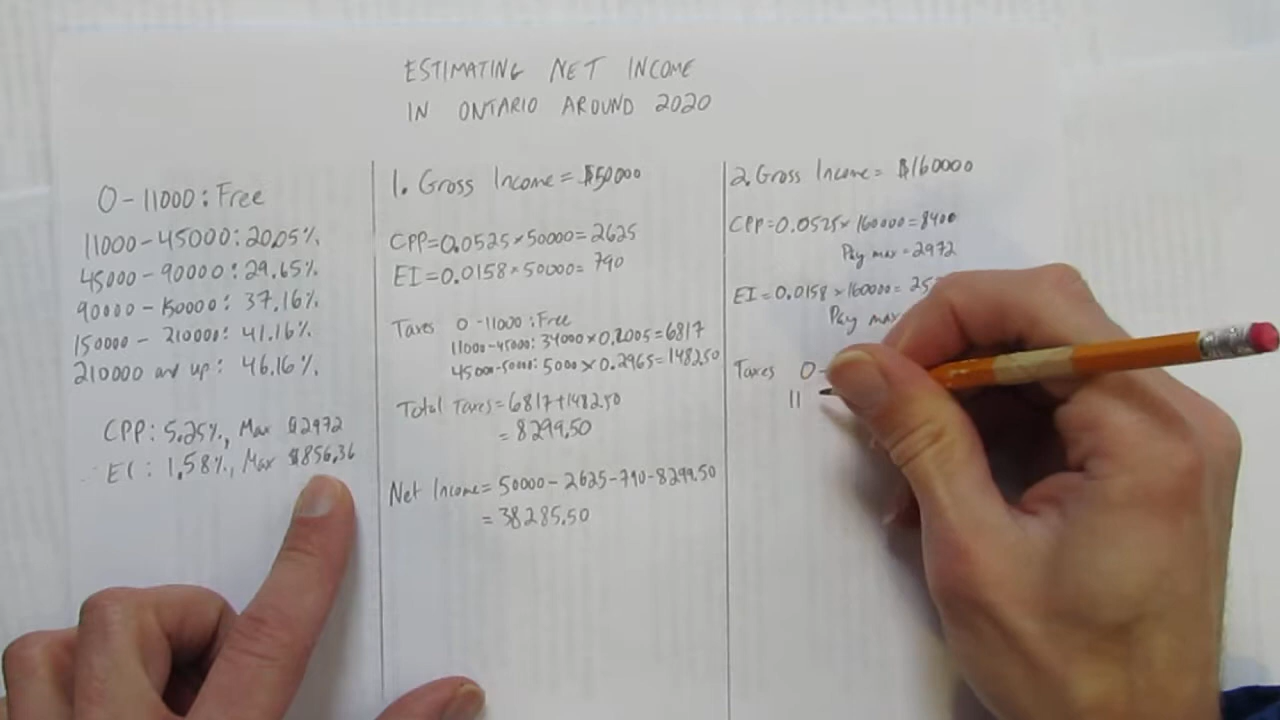 ESTIMATING NET INCOME
IN ONTARIO AROUND 2020
0-11000: Free
11000-45000: 20.05%
45000-90000: 29.65%
90000-150000: 37.16%
150000-210000: 41.16%
210000 and up: 46.16%
CPP: 5.25%, Max $2972
EI: 1.58%, Max $856.36
1. Gross Income = $50000
CPP=0.0525×50000=2625
EI=0.0158×50000=790
Taxes 0-11000: Free
11000-45000: 34000×0.2005=6817
45000-50000: 5000×0.2965=1482.50
Total Taxes=6817+1482.50
=8299.50
Net Income=50000-2625-790-8299.50
=38285.50
2. Gross Income = $160000
CPP=0.0525×160000=8400
Pay max=2972
EI=0.0158×160000=
Pay max
Taxes 0-
11